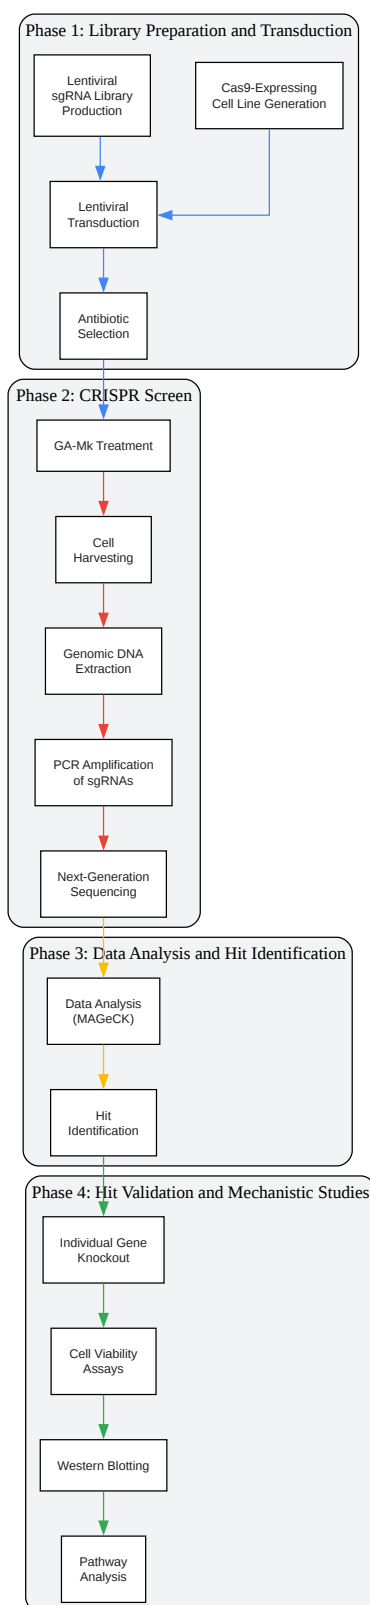 Phase 1: Library Preparation and Transduction
Lentiviral
sgRNA Library
Production
Cas9-Expressing
Cell Line Generation
Lentiviral
Transduction
Antibiotic
Selection
Phase 2: CRISPR Screen
GA-Mk Treatment
Cell
Harvesting
Genomic DNA
Extraction
PCR Amplification
of sgRNAs
Next-Generation
Sequencing
Phase 3: Data Analysis and Hit Identification
Data Analysis
(MAGeCK)
Hit
Identification
Phase 4: Hit Validation and Mechanistic Studies
Individual Gene
Knockout
Cell Viability
Assays
Western Blotting
Pathway
Analysis